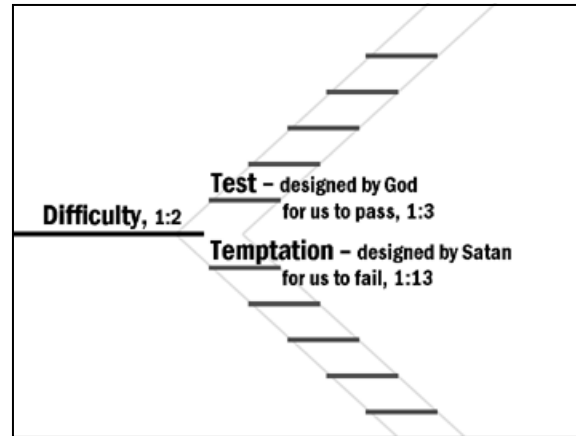 Test – designed by God
for us to pass, 1:3
Difficulty, 1:2
Temptation – designed by Satan
for us to fail, 1:13